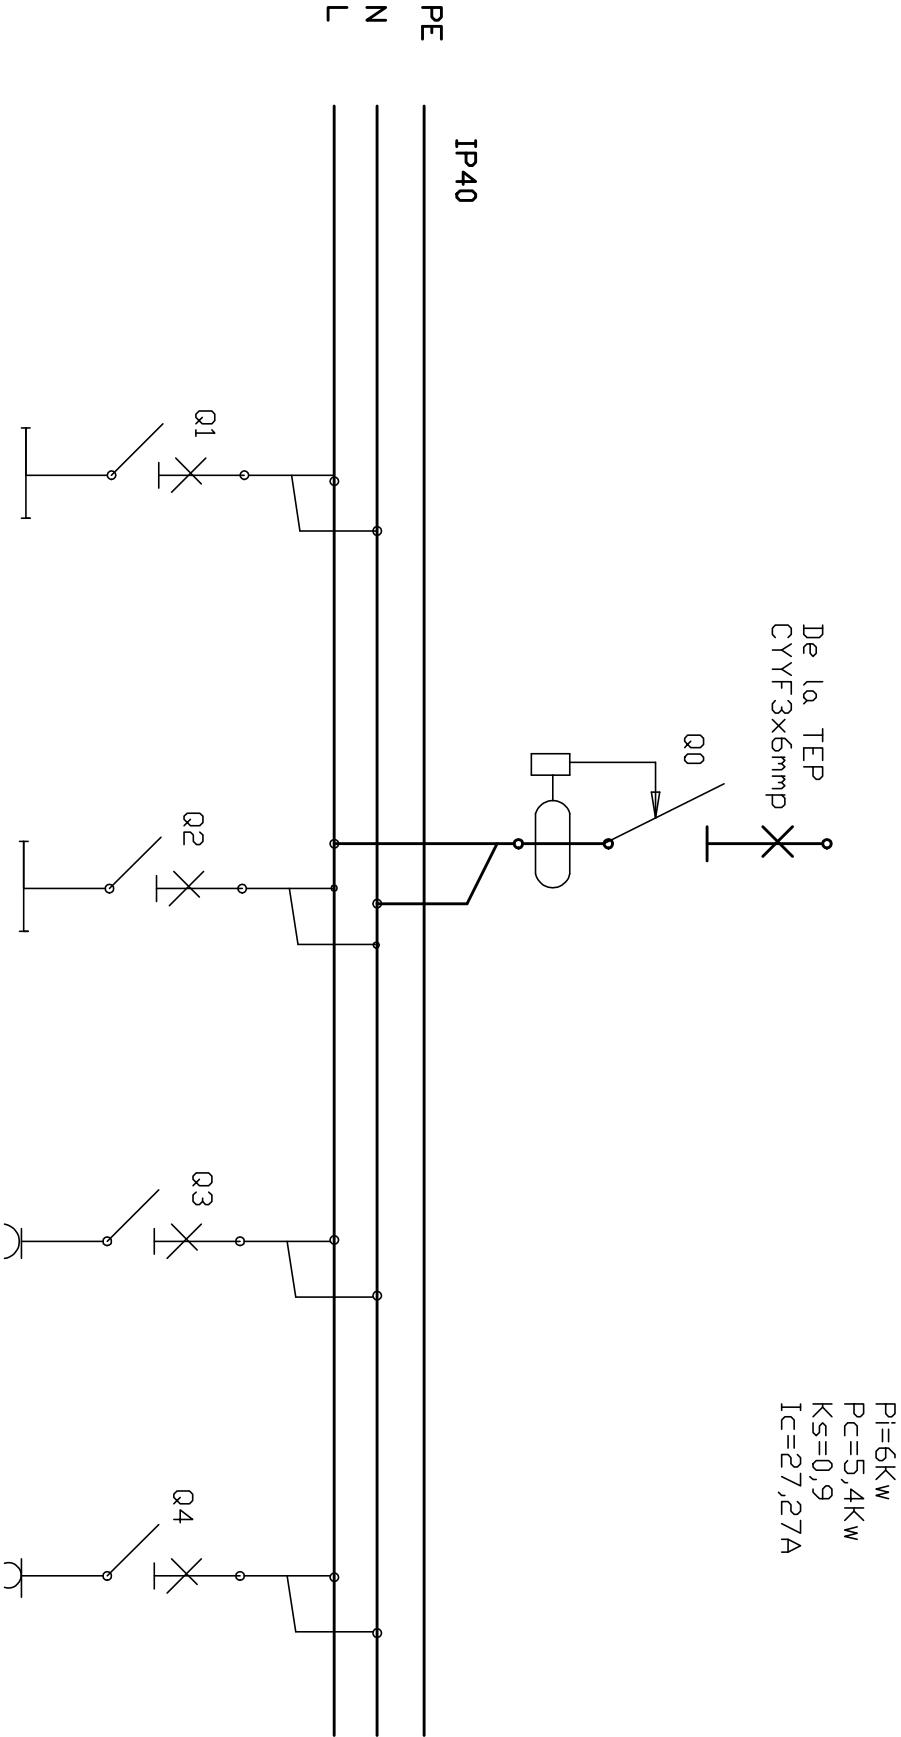 De la TEP
CYYF3x6mmp
Pi=6Kw
Pc=5,4Kw
Ks=0,9
Ic=27,27A
Q0
IP40
PE
N
L
Q1
Q2
Q3
Q4